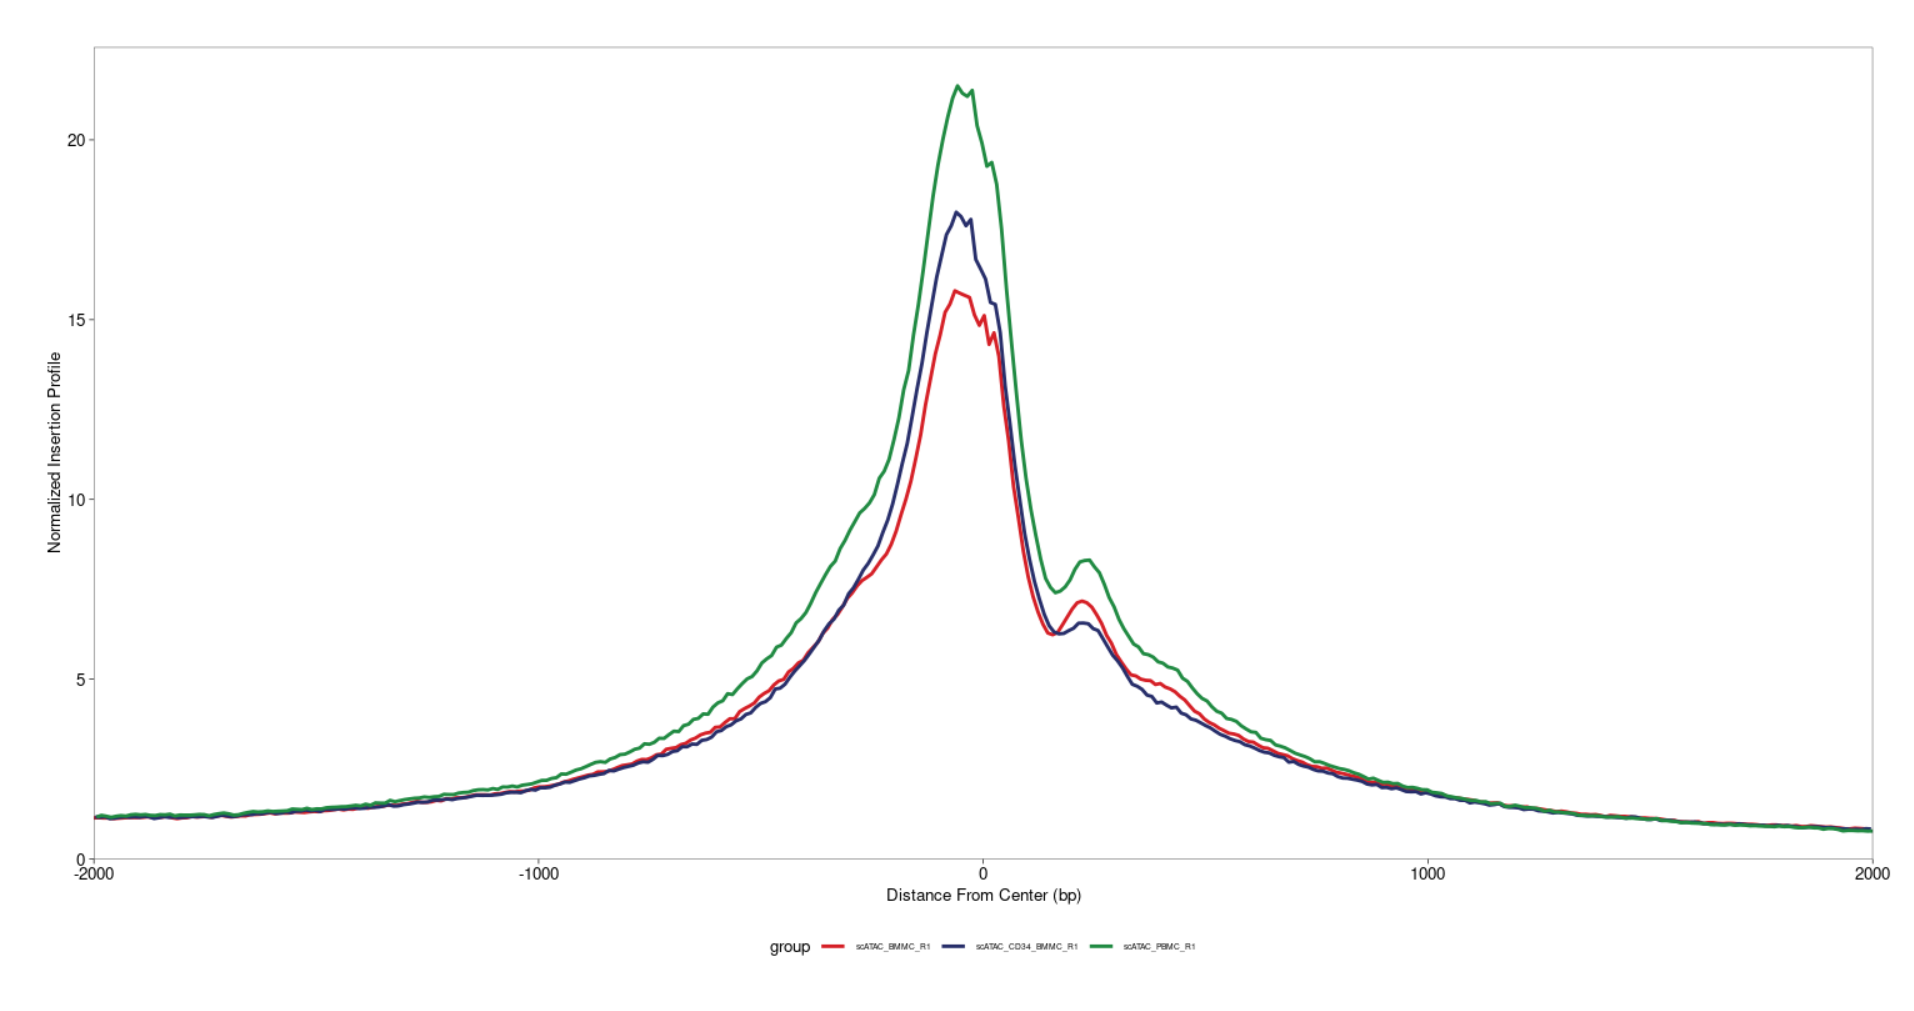 Normalized Insertion Profile
20
15
10
5
0
-2000 -1000 0 1000 2000
Distance From Center (bp)
group scATAC_BMMC_R1 scATAC_CD34_BMMC_R1 scATAC_PBMC_R1